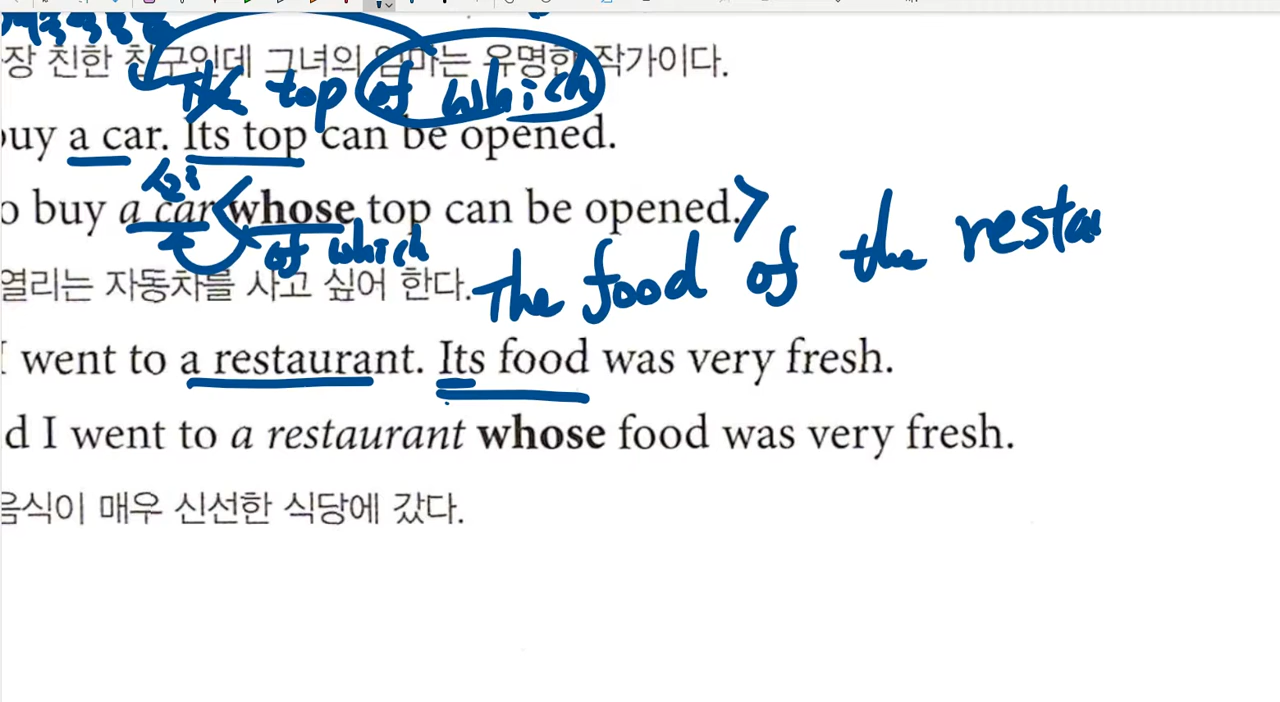 장 친한 친구인데 그녀의 엄마는 유명한 작가이다.
The top of which
buy a car. Its top can be opened.
o buy a car whose top can be opened.
of which
열리는 자동차를 사고 싶어 한다.
The food of the resta
I went to a restaurant. Its food was very fresh.
d I went to a restaurant whose food was very fresh.
음식이 매우 신선한 식당에 갔다.